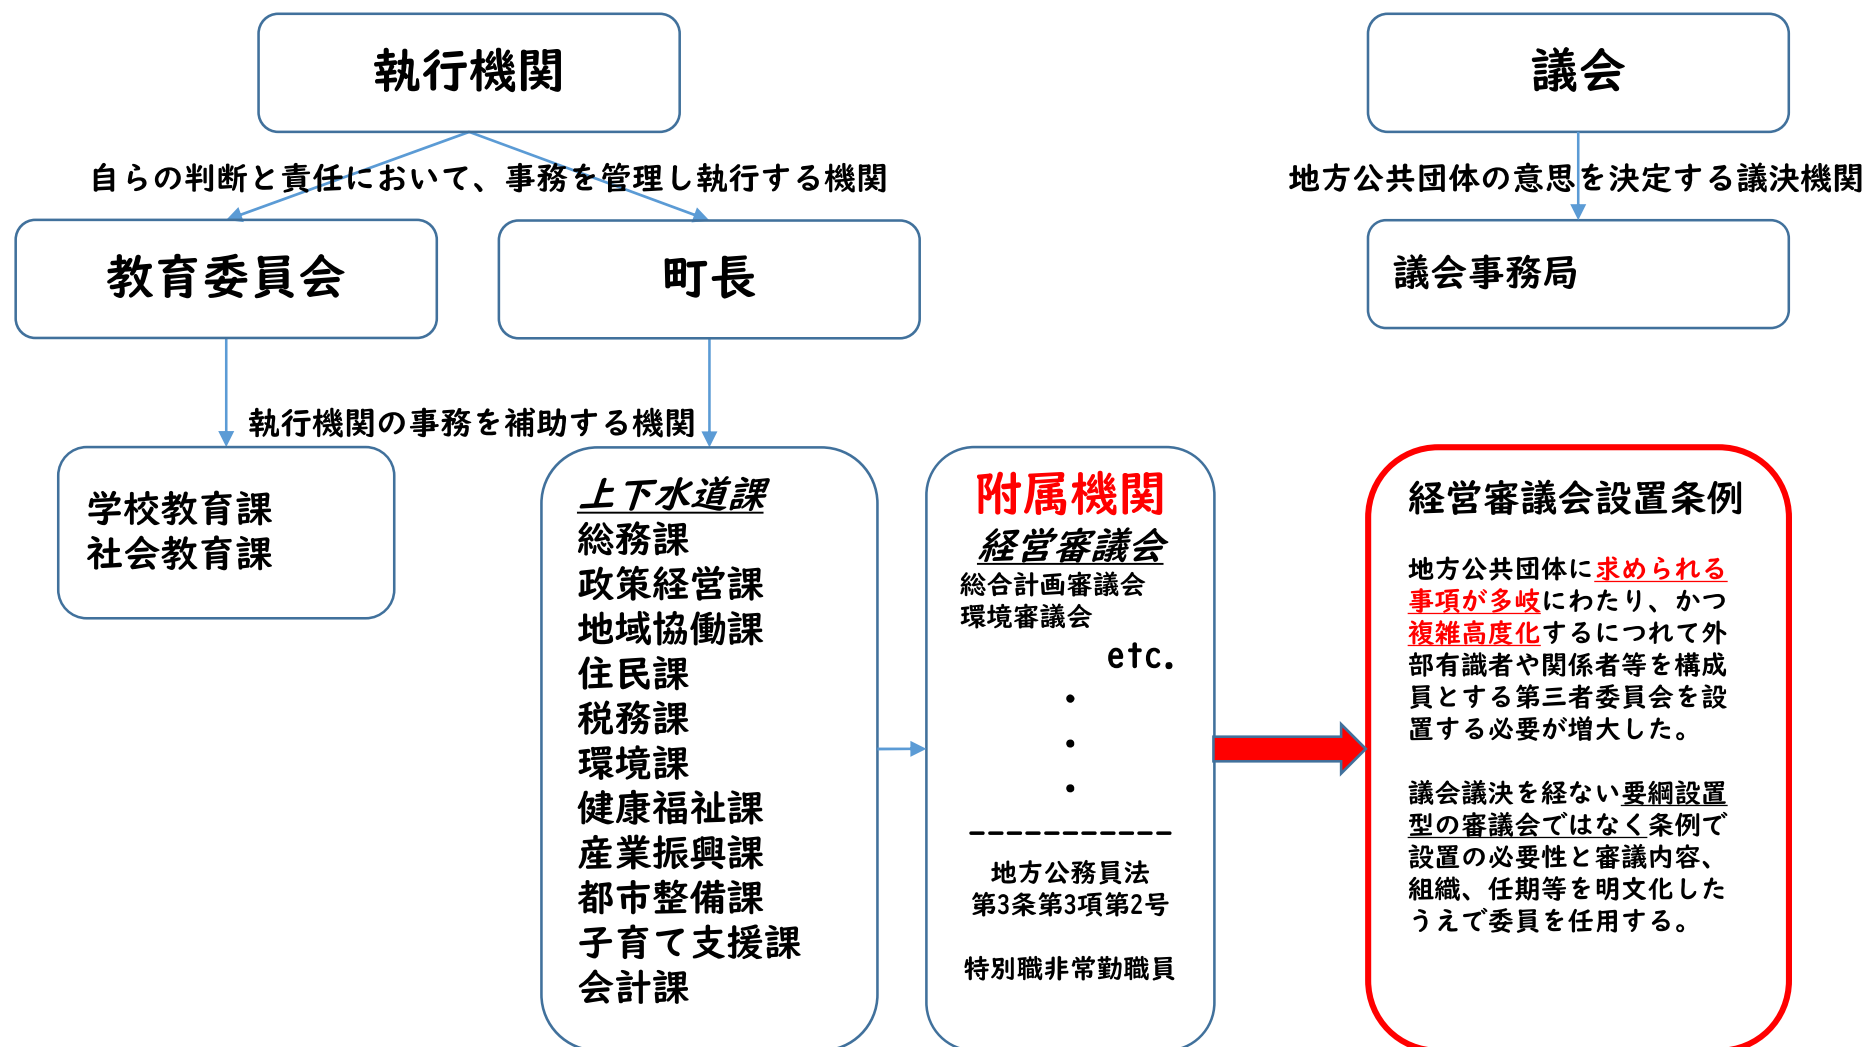 執行機関
議会
自らの判断と責任において、事務を管理し執行する機関
地方公共団体の意思を決定する議決機関
教育委員会
町長
議会事務局
執行機関の事務を補助する機関
学校教育課
社会教育課
上下水道課
総務課
政策経営課
地域協働課
住民課
税務課
環境課
健康福祉課
産業振興課
都市整備課
子育て支援課
会計課
附属機関
経営審議会
総合計画審議会
環境審議会
etc.
・
・
・
-----------
地方公務員法
第3条第3項第2号
特別職非常勤職員
経営審議会設置条例
地方公共団体に求められる
事項が多岐にわたり、かつ
複雑高度化するにつれて外
部有識者や関係者等を構成
員とする第三者委員会を設
置する必要が増大した。
議会議決を経ない要綱設置
型の審議会ではなく条例で
設置の必要性と審議内容、
組織、任期等を明文化した
うえで委員を任用する。